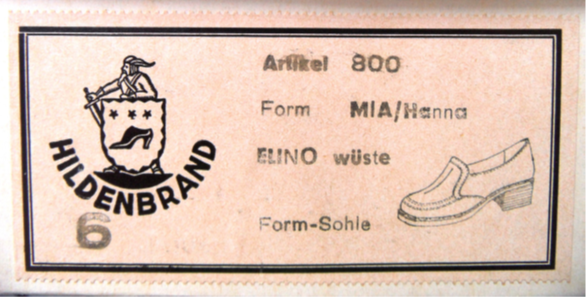 HILDENBRAND
6
Artikel 800
Form MIA/Hanna
ELINO wüste
Form-Sohle